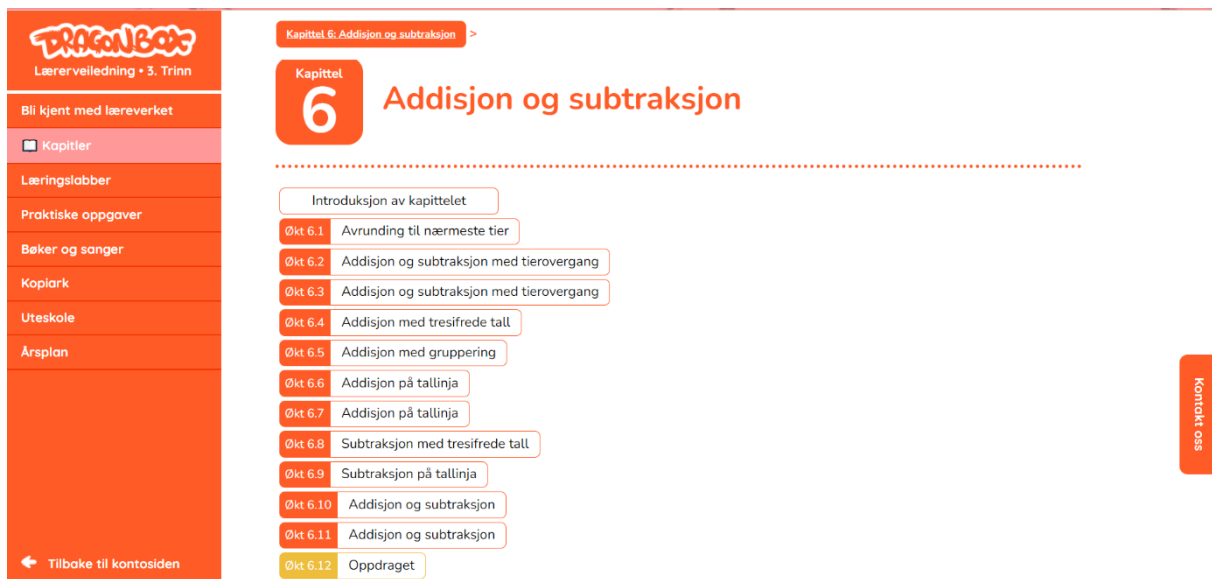 DRAGONBOX
Lærerveiledning • 3. Trinn
Bli kjent med læreverket
Kapitler
Læringslabber
Praktiske oppgaver
Bøker og sanger
Kopiark
Uteskole
Årsplan
Tilbake til kontosiden
Kapittel 6: Addisjon og subtraksjon >
Kapittel
6
Addisjon og subtraksjon
Introduksjon av kapittelet
Økt 6.1 Avrunding til nærmeste tier
Økt 6.2 Addisjon og subtraksjon med tierovergang
Økt 6.3 Addisjon og subtraksjon med tierovergang
Økt 6.4 Addisjon med tresifrede tall
Økt 6.5 Addisjon med gruppering
Økt 6.6 Addisjon på tallinja
Økt 6.7 Addisjon på tallinja
Økt 6.8 Subtraksjon med tresifrede tall
Økt 6.9 Subtraksjon på tallinja
Økt 6.10 Addisjon og subtraksjon
Økt 6.11 Addisjon og subtraksjon
Økt 6.12 Oppdraget
Kontakt oss